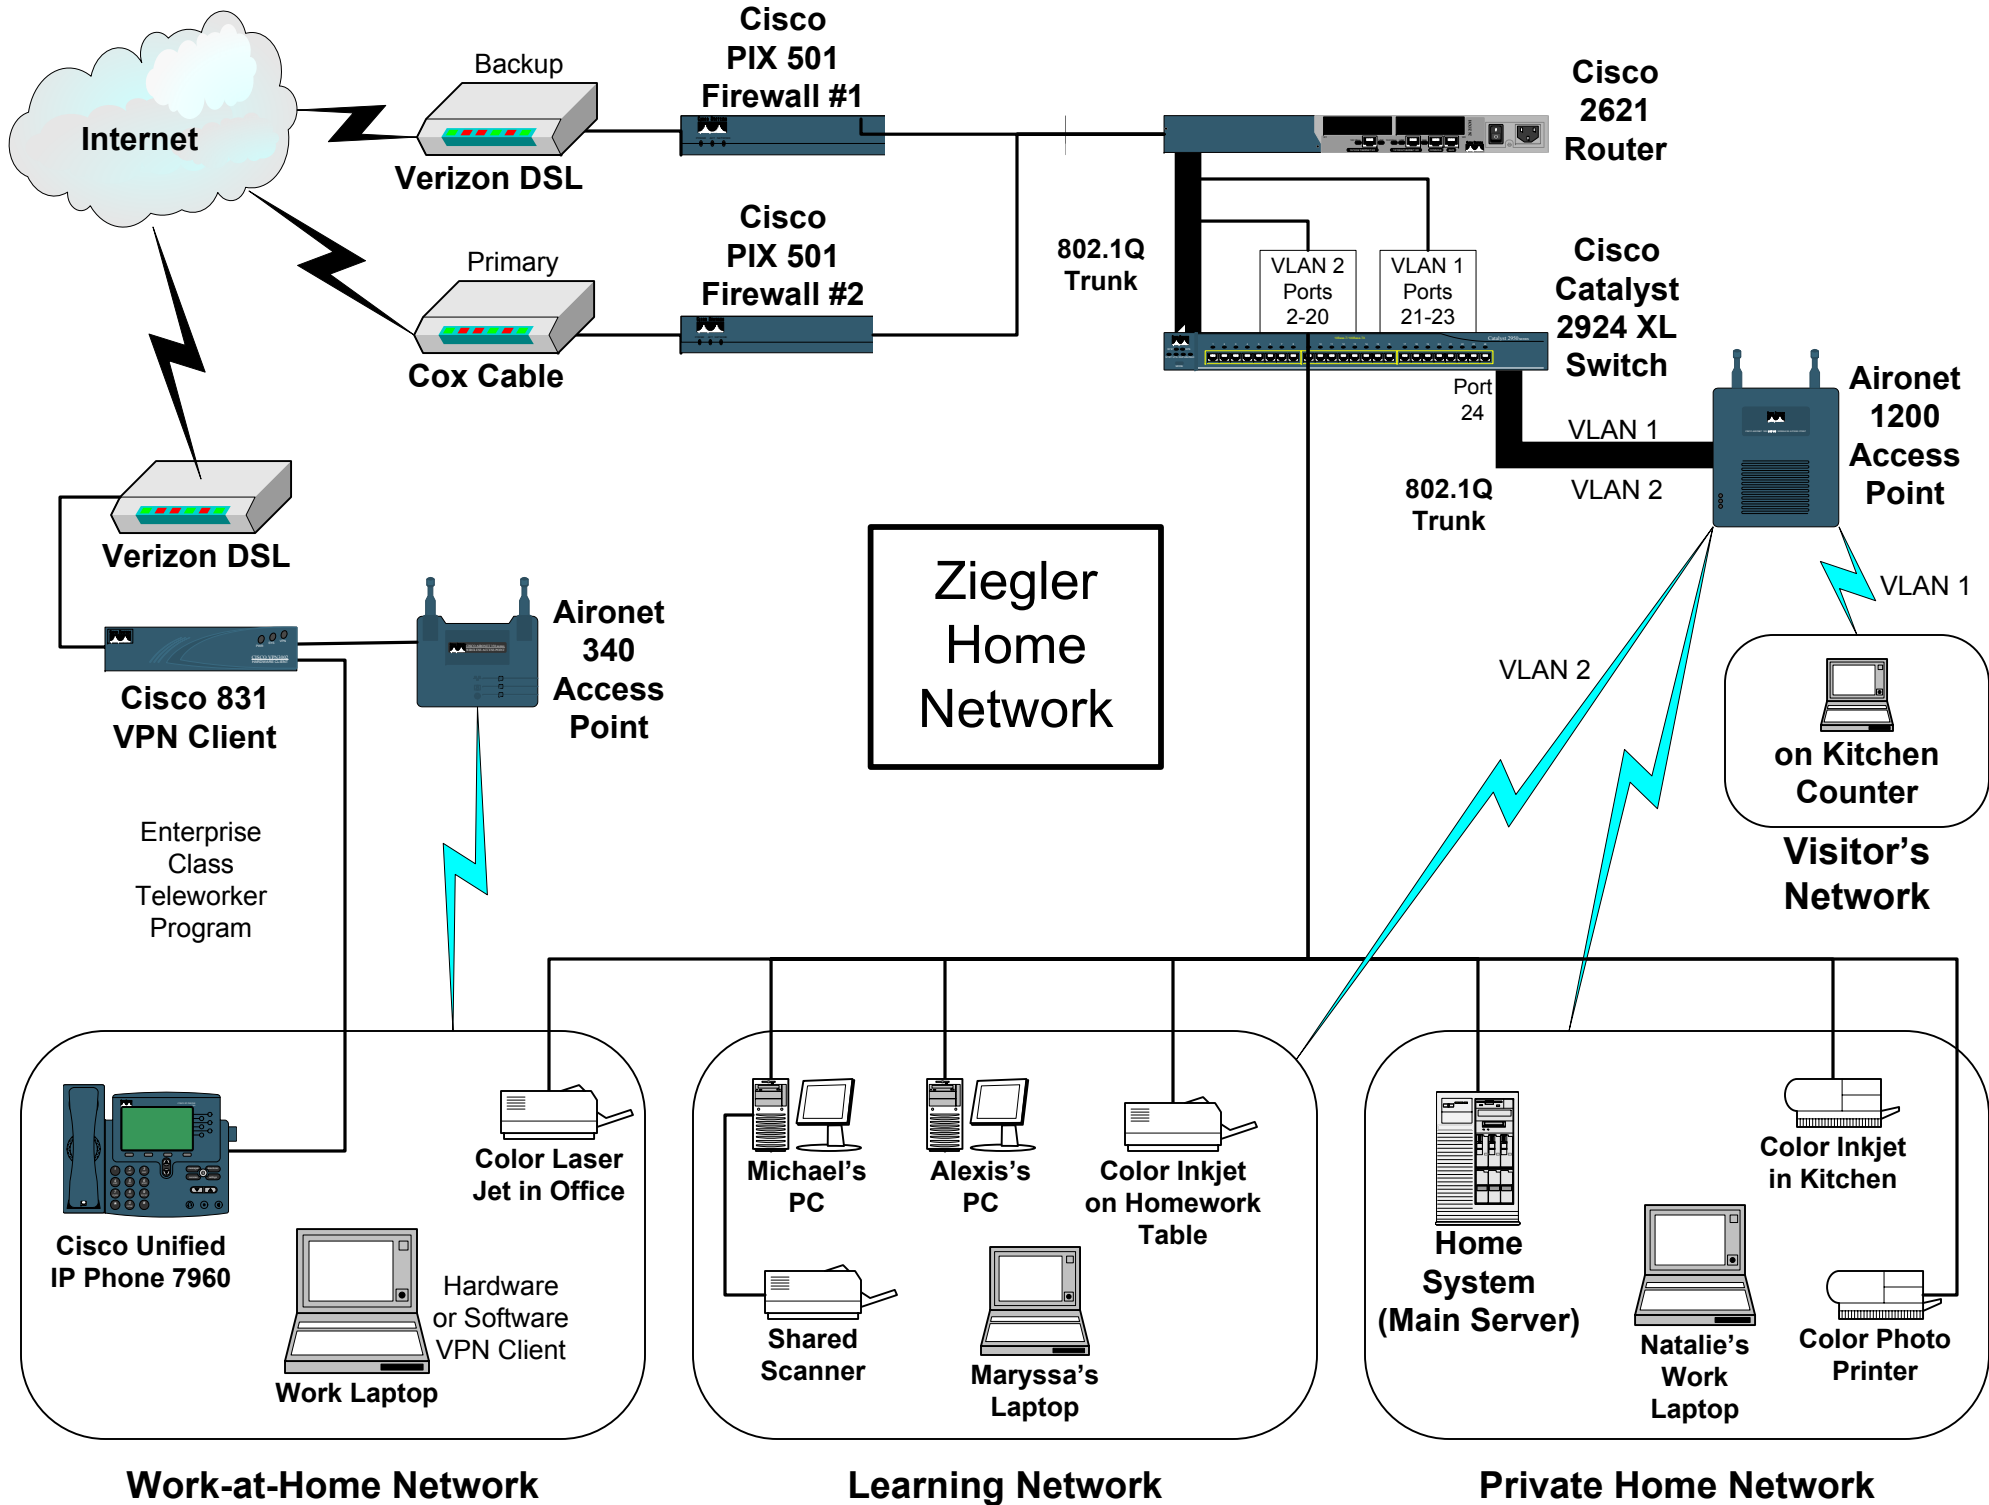 Internet
Backup
Verizon DSL
Cisco
PIX 501
Firewall #1
Cisco
2621
Router
Primary
Cox Cable
Cisco
PIX 501
Firewall #2
802.1Q
Trunk
VLAN 2
Ports
2-20
VLAN 1
Ports
21-23
Cisco
Catalyst
2924 XL
Switch
Catalyst 2950
Port
24
VLAN 1
VLAN 2
802.1Q
Trunk
Aironet
1200
Access
Point
Verizon DSL
Cisco 831
VPN Client
Aironet
340
Access
Point
Ziegler
Home
Network
VLAN 2
VLAN 1
on Kitchen
Counter
Visitor's
Network
Enterprise
Class
Teleworker
Program
Cisco Unified
IP Phone 7960
Color Laser
Jet in Office
Hardware
or Software
VPN Client
Work Laptop
Work-at-Home Network
Michael's
PC
Alexis's
PC
Color Inkjet
on Homework
Table
Shared
Scanner
Maryssa's
Laptop
Learning Network
Home
System
(Main Server)
Color Inkjet
in Kitchen
Natalie's
Work
Laptop
Color Photo
Printer
Private Home Network